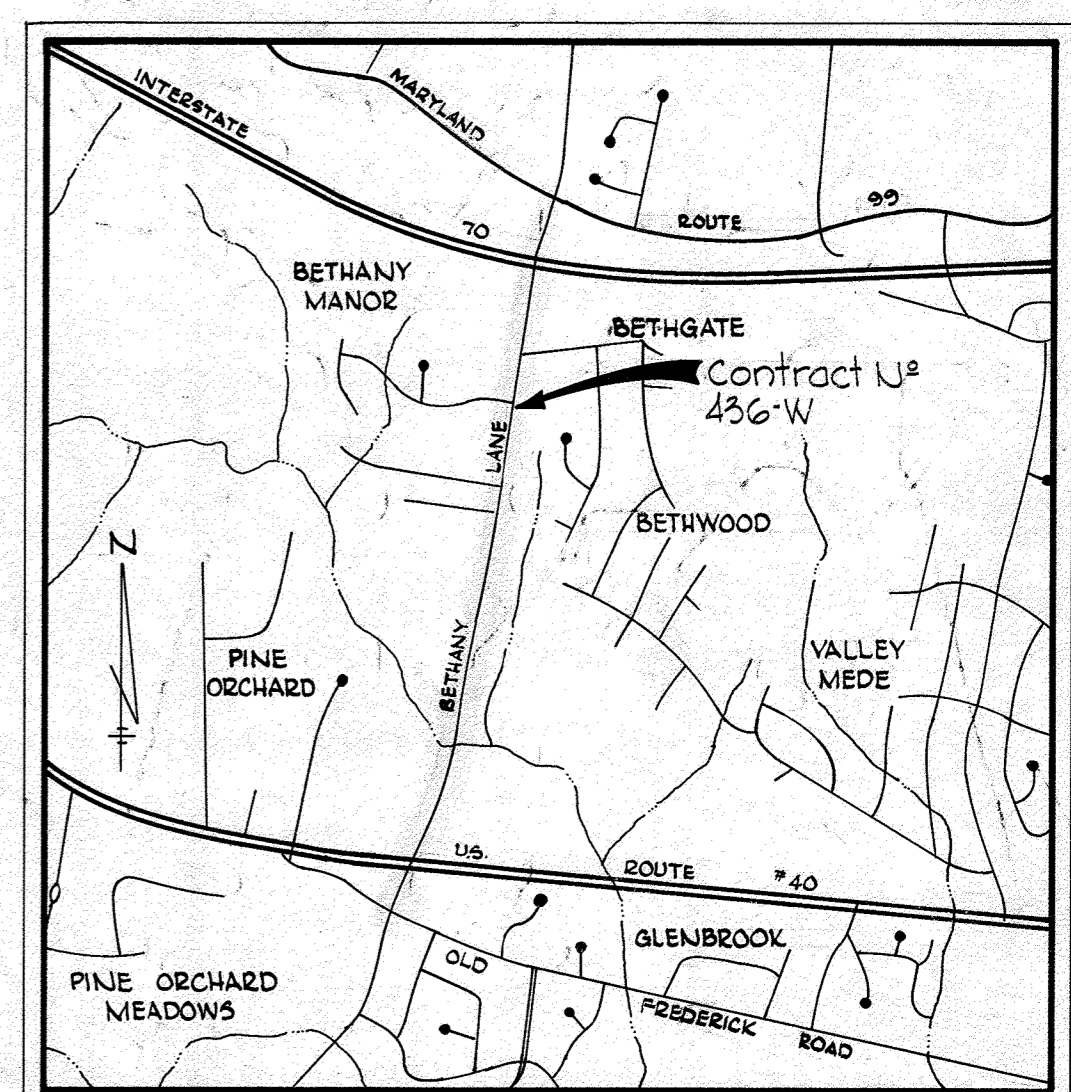 INTERSTATE
70
MARYLAND
ROUTE
99
BETHANY
MANOR
BETHGATE
Contract Nº
436-W
LANE
BETHWOOD
N
BETHANY
PINE
ORCHARD
VALLEY
MEDE
U.S.
ROUTE
#40
GLENBROOK
OLD
FREDERICK
ROAD
PINE ORCHARD
MEADOWS